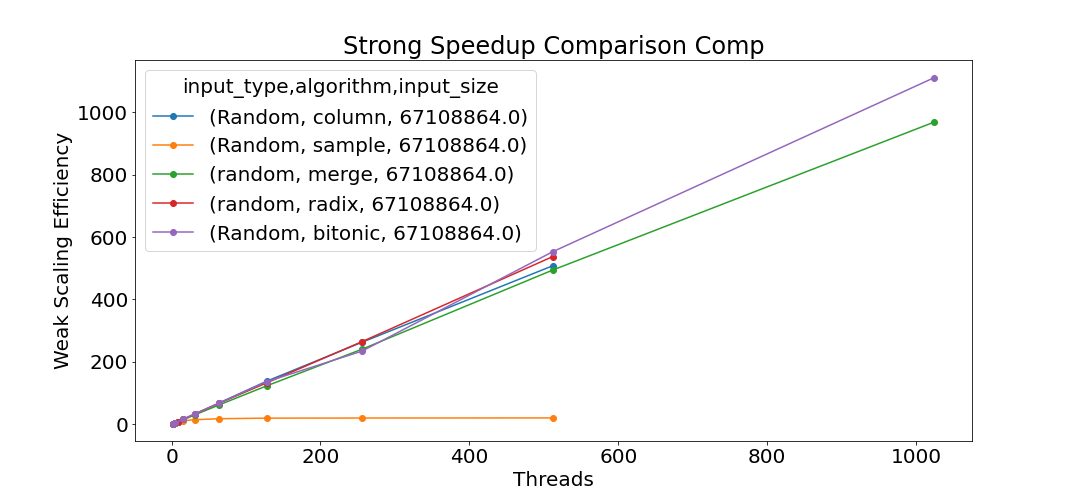 Strong Speedup Comparison Comp
input_type,algorithm,input_size
(Random, column, 67108864.0)
(Random, sample, 67108864.0)
(random, merge, 67108864.0)
(random, radix, 67108864.0)
(Random, bitonic, 67108864.0)
Weak Scaling Efficiency
1000
800
600
400
200
0
0 200 400 600 800 1000
Threads